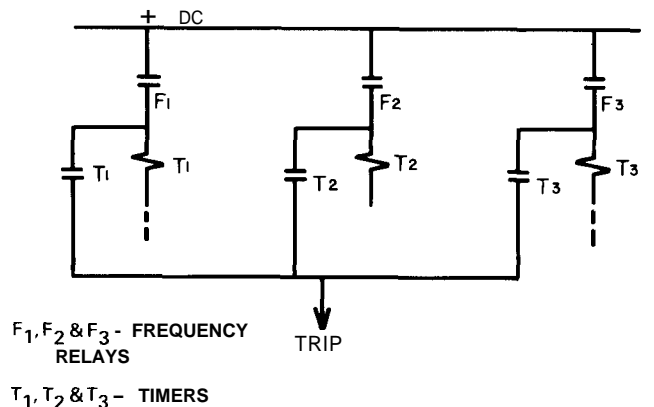 + DC
F1
F2
F3
T1
T1
T2
T2
T3
T3
TRIP
F1, F2 & F3 - FREQUENCY
RELAYS
T1, T2 & T3 - TIMERS